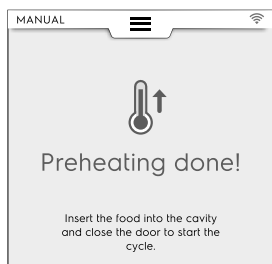 MANUAL
Preheating done!
Insert the food into the cavity
and close the door to start the
cycle.